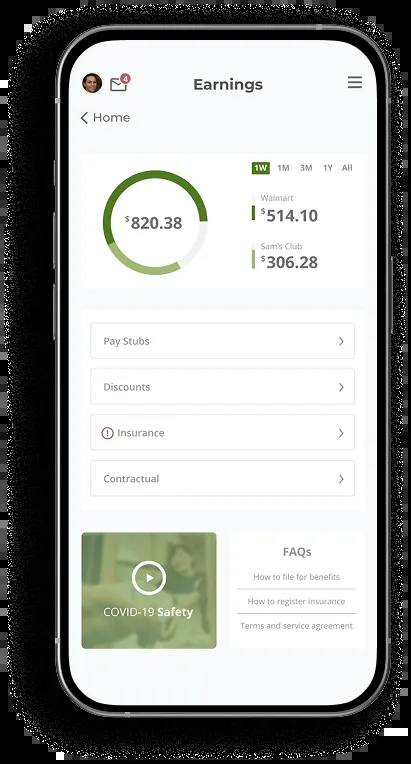 4
Earnings
Home
1W 1M 3M 1Y All
Walmart
$514.10
$820.38
Sam's Club
$306.28
Pay Stubs
Discounts
Insurance
Contractual
COVID-19 Safety
FAQs
How to file for benefits
How to register insurance
Terms and service agreement